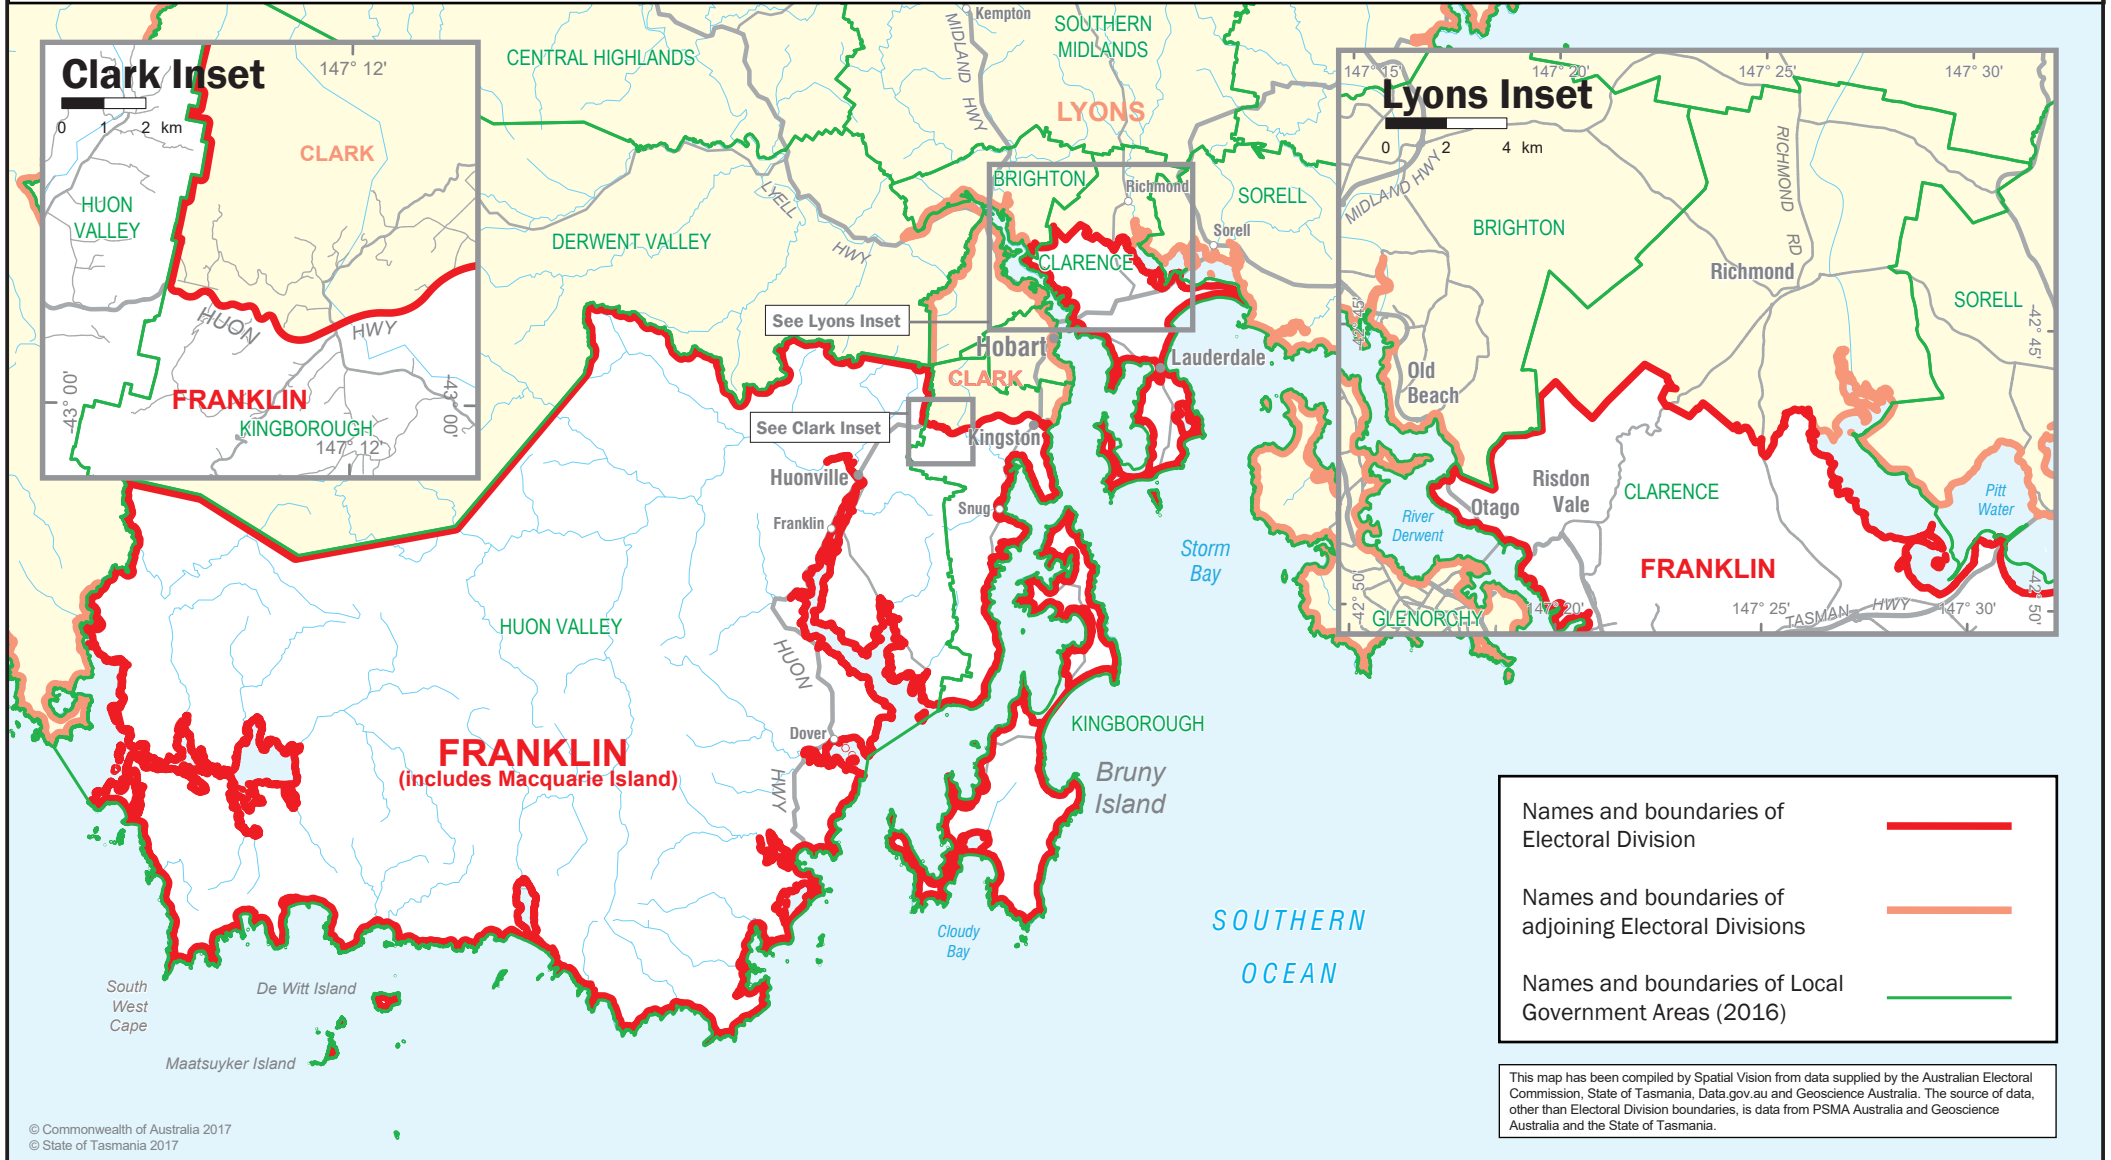 Clark Inset
0 1 2 km
147° 12'
CLARK
HUON
VALLEY
HUON
HWY
-43° 00'
-43° 00'
FRANKLIN
KINGBOROUGH
147° 12'
CENTRAL HIGHLANDS
Kempton
MIDLAND HWY
SOUTHERN
MIDLANDS
LYONS
BRIGHTON
Richmond
SORELL
Sorell
LYELL
HWY
DERWENT VALLEY
CLARENCE
See Lyons Inset
Hobart
Lauderdale
CLARK
See Clark Inset
Kingston
Huonville
Franklin
Snug
Storm
Bay
HUON VALLEY
HUON
HWY
Dover
FRANKLIN
(includes Macquarie Island)
KINGBOROUGH
Bruny
Island
Cloudy
Bay
SOUTHERN
OCEAN
South
West
Cape
De Witt Island
Maatsuyker Island
Lyons Inset
0 2 4 km
147° 15'
147° 20'
147° 25'
147° 30'
MIDLAND HWY
RICHMOND RD
BRIGHTON
Richmond
SORELL
-42° 45'
-42° 45'
Old
Beach
Risdon
Vale
Otago
CLARENCE
River
Derwent
Pitt
Water
FRANKLIN
-42° 50'
-42° 50'
147° 20'
147° 25'
147° 30'
GLENORCHY
TASMAN HWY
Names and boundaries of
Electoral Division
Names and boundaries of
adjoining Electoral Divisions
Names and boundaries of Local
Government Areas (2016)
This map has been compiled by Spatial Vision from data supplied by the Australian Electoral
Commission, State of Tasmania, Data.gov.au and Geoscience Australia. The source of data,
other than Electoral Division boundaries, is data from PSMA Australia and Geoscience
Australia and the State of Tasmania.
© Commonwealth of Australia 2017
© State of Tasmania 2017